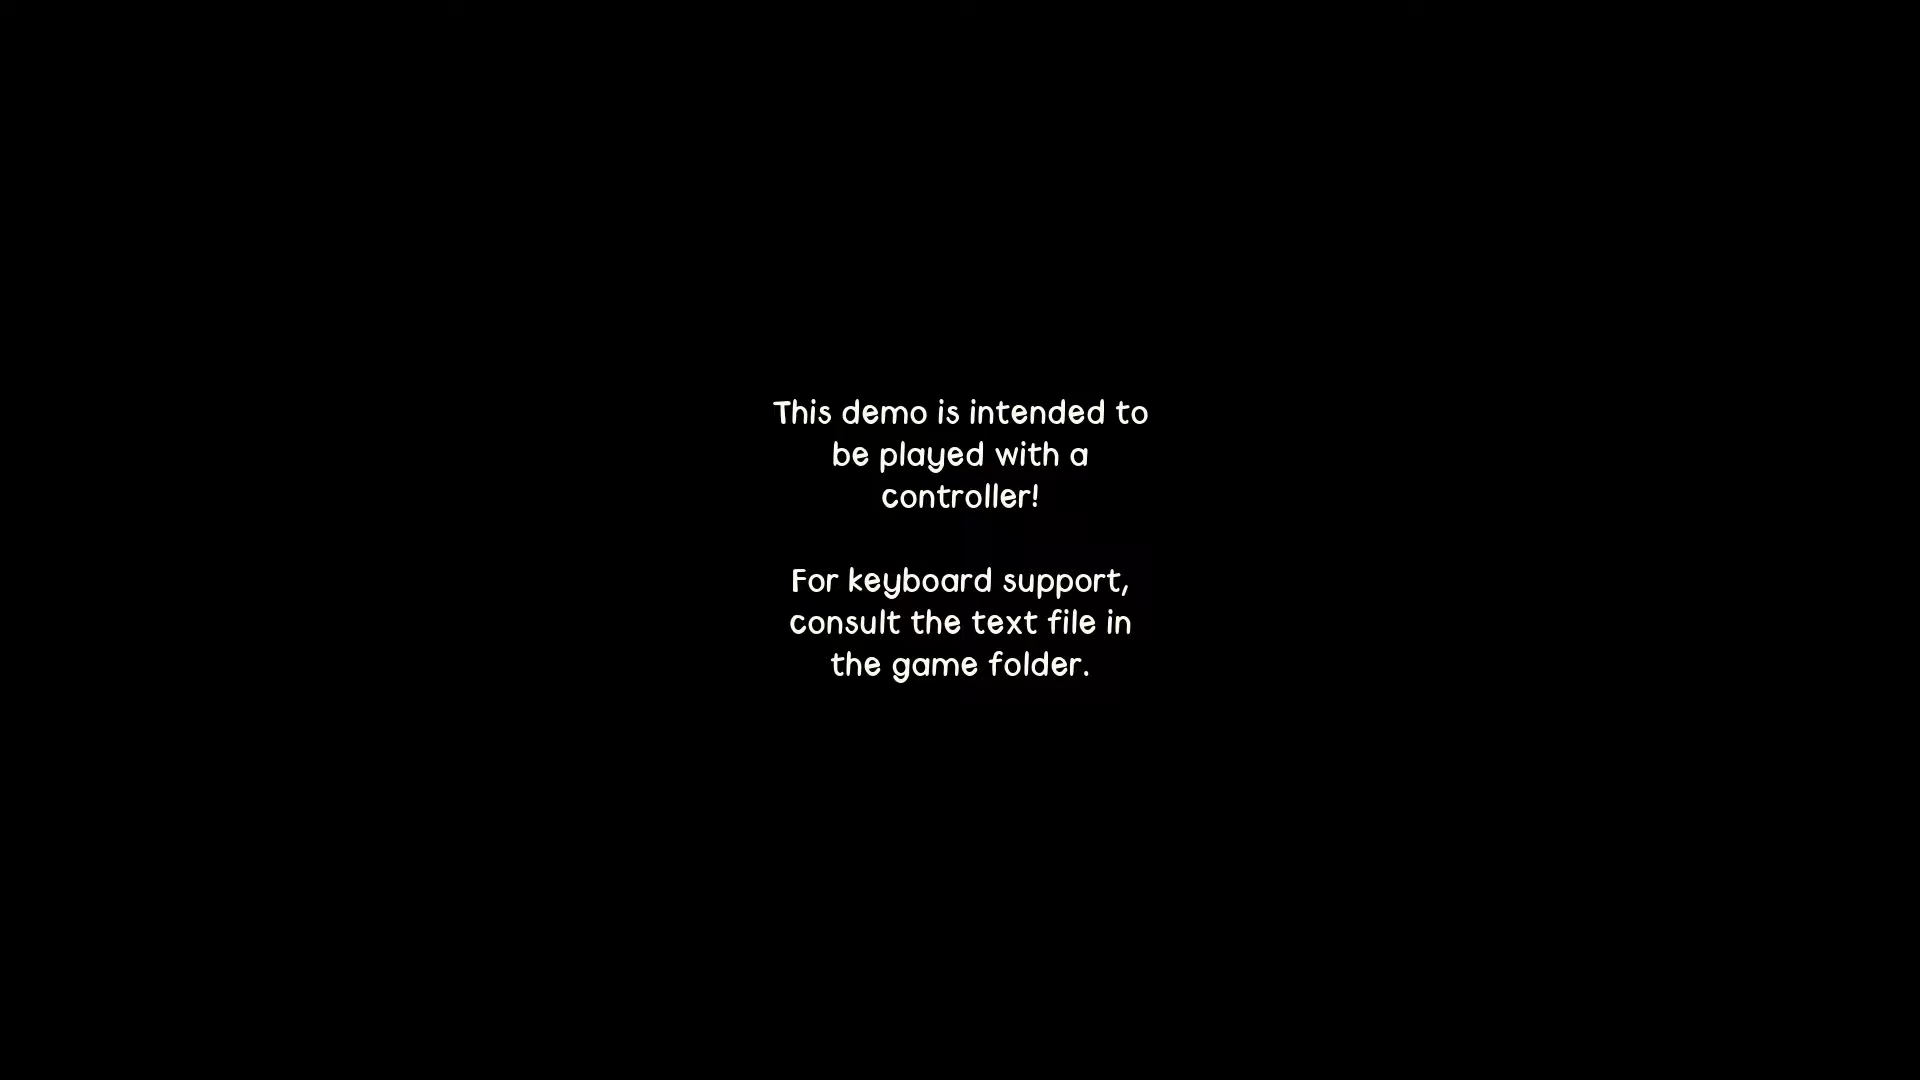 This demo is intended to
be played with a
controller!
For keyboard support,
consult the text file in
the game folder.